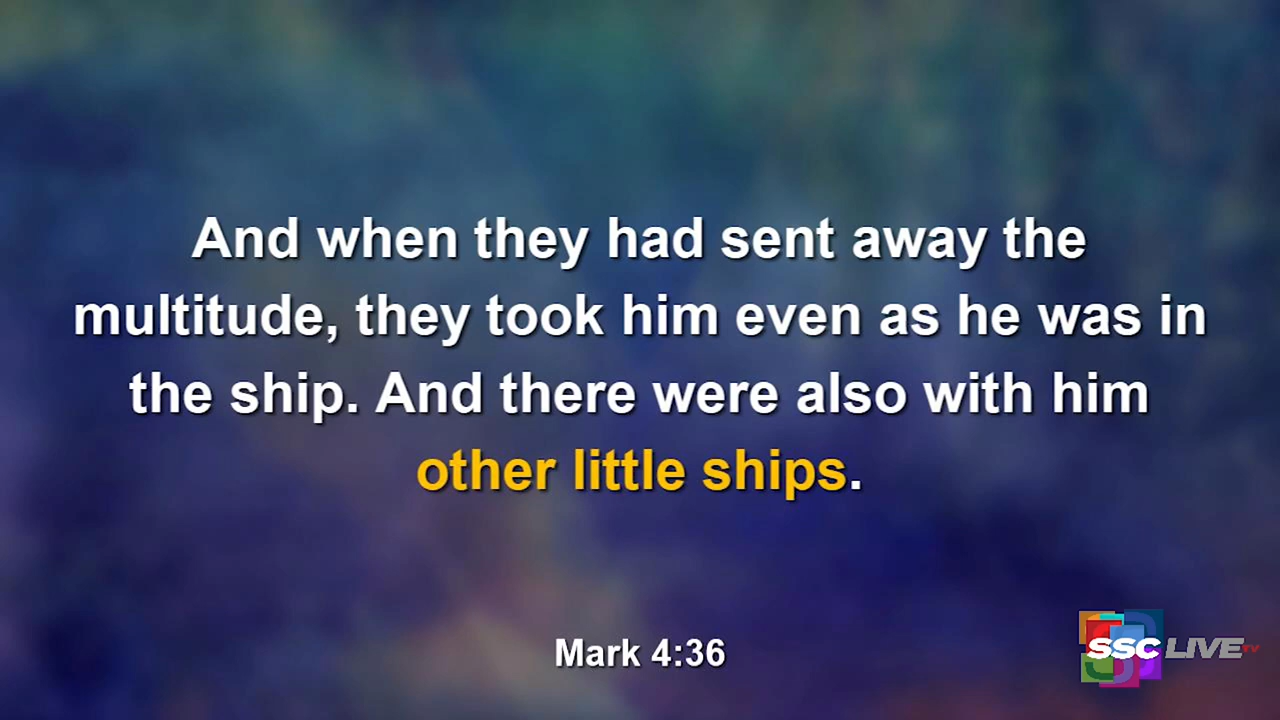 And when they had sent away the
multitude, they took him even as he was in
the ship. And there were also with him
other little ships.
Mark 4:36
SSC LIVE TV